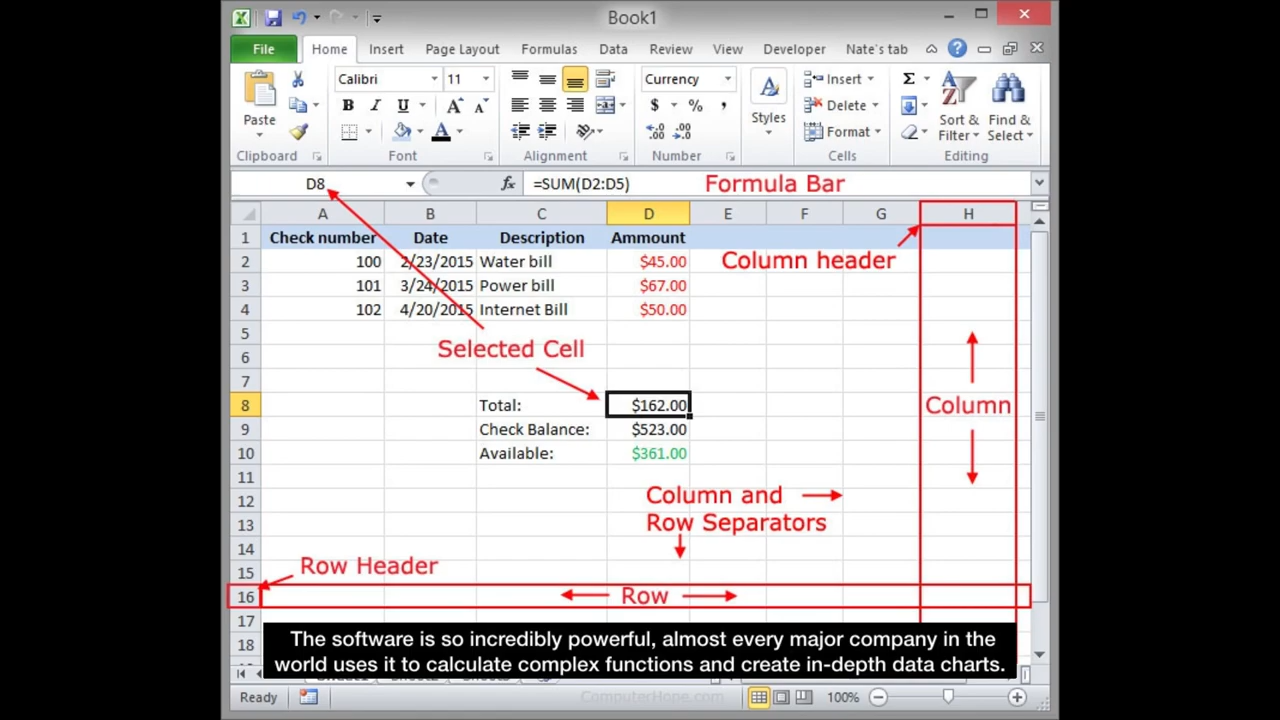 Book1
File Home Insert Page Layout Formulas Data Review View Developer Nate's tab
Calibri 11 Currency Insert
Paste B I U $ % , Styles Delete Sort & Find &
Format Filter Select
Clipboard Font Alignment Number Cells Editing
D8 fx =SUM(D2:D5) Formula Bar
A B C D E F G H
1 Check number Date Description Ammount
2 100 2/23/2015 Water bill $45.00 Column header
3 101 3/24/2015 Power bill $67.00
4 102 4/20/2015 Internet Bill $50.00
5
6 Selected Cell
7
8 Total: $162.00 Column
9 Check Balance: $523.00
10 Available: $361.00
11
12 Column and
13 Row Separators
14
15 Row Header
16 Row
17
18 The software is so incredibly powerful, almost every major company in the
world uses it to calculate complex functions and create in-depth data charts.
Ready ComputerHope.com 100%